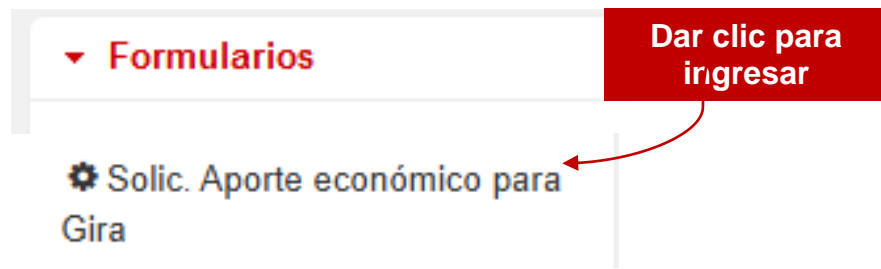 Formularios
Dar clic para
ingresar
Solic. Aporte económico para
Gira